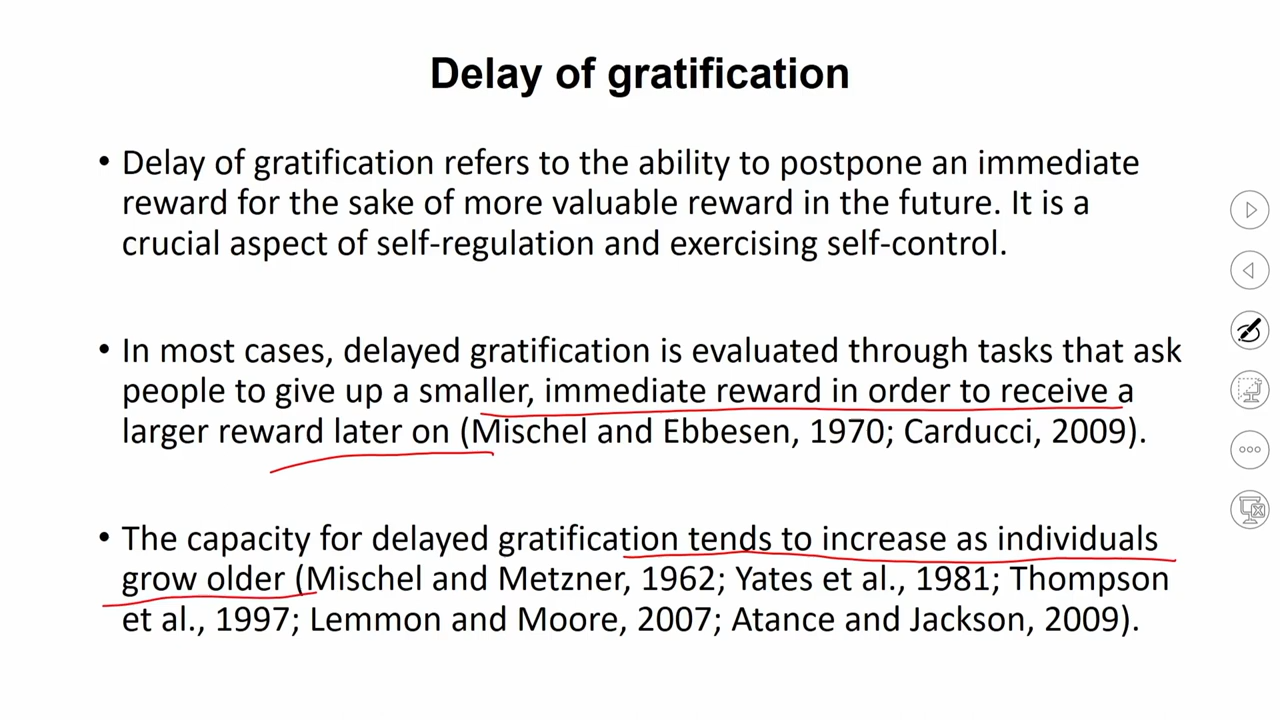 Delay of gratification
• Delay of gratification refers to the ability to postpone an immediate
reward for the sake of more valuable reward in the future. It is a
crucial aspect of self-regulation and exercising self-control.
• In most cases, delayed gratification is evaluated through tasks that ask
people to give up a smaller, immediate reward in order to receive a
larger reward later on (Mischel and Ebbesen, 1970; Carducci, 2009).
• The capacity for delayed gratification tends to increase as individuals
grow older (Mischel and Metzner, 1962; Yates et al., 1981; Thompson
et al., 1997; Lemmon and Moore, 2007; Atance and Jackson, 2009).